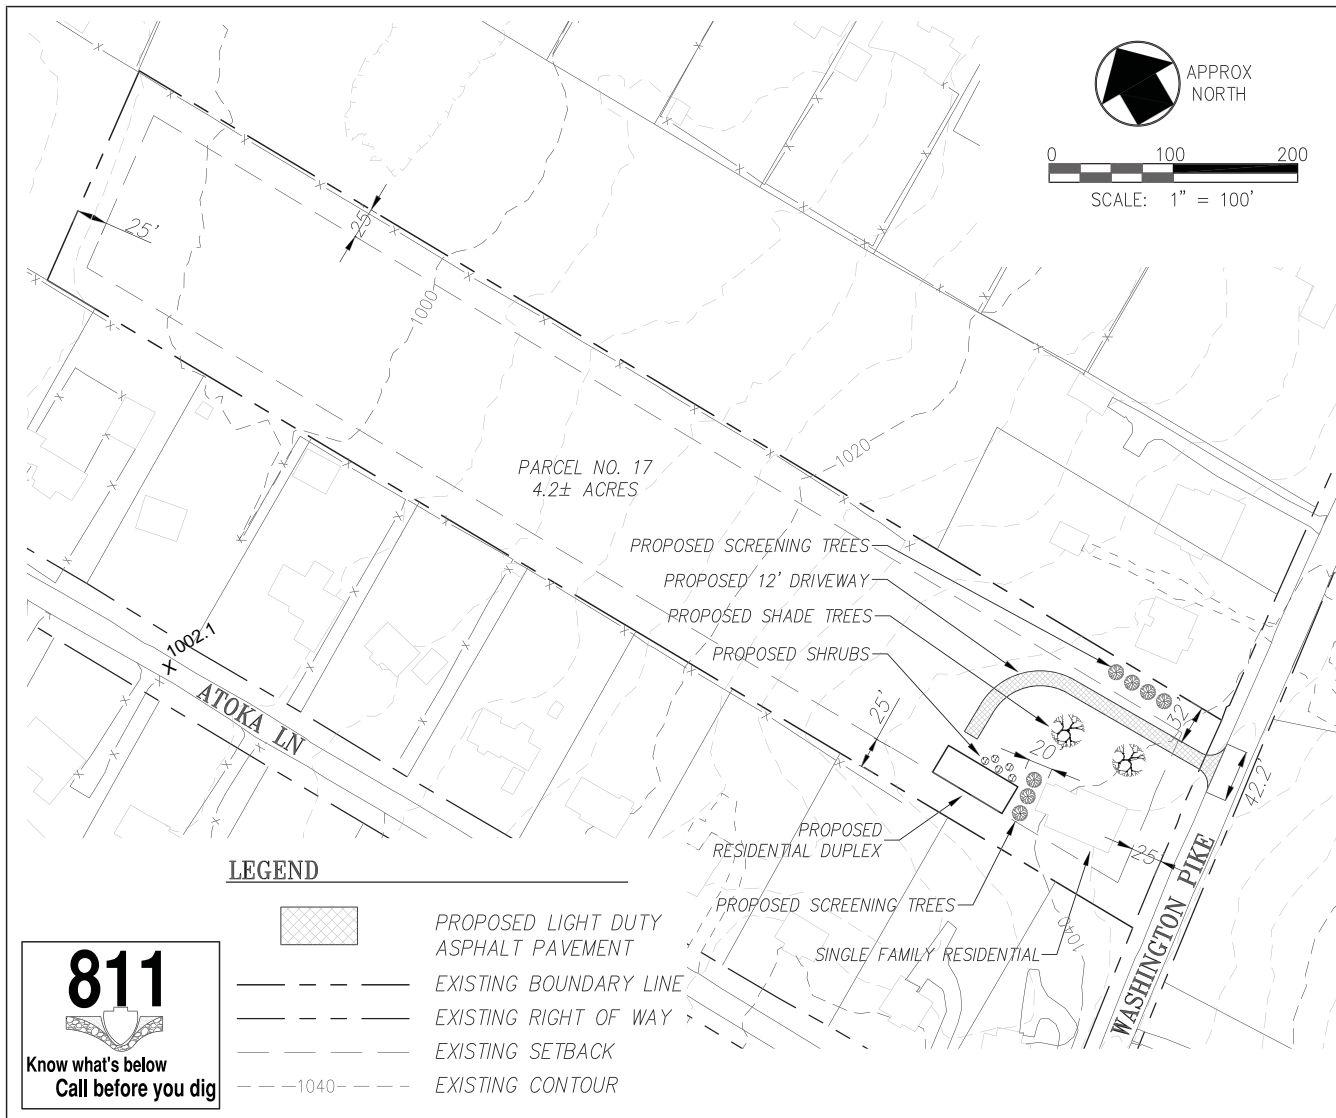 APPROX
NORTH
0 100 200
SCALE: 1" = 100'
25'
25'
1000
1020
PARCEL NO. 17
4.2± ACRES
PROPOSED SCREENING TREES
PROPOSED 12' DRIVEWAY
PROPOSED SHADE TREES
PROPOSED SHRUBS
1002.1
ATOKA LN
25'
32'
20'
42.2'
PROPOSED
RESIDENTIAL DUPLEX
25'
PROPOSED SCREENING TREES
SINGLE FAMILY RESIDENTIAL
1040
WASHINGTON PIKE
LEGEND
PROPOSED LIGHT DUTY
ASPHALT PAVEMENT
EXISTING BOUNDARY LINE
EXISTING RIGHT OF WAY
EXISTING SETBACK
1040
EXISTING CONTOUR
811
Know what's below
Call before you dig